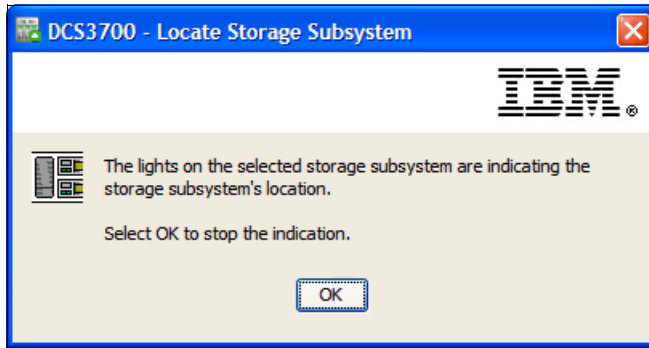 DCS3700 - Locate Storage Subsystem
IBM®
The lights on the selected storage subsystem are indicating the
storage subsystem's location.
Select OK to stop the indication.
OK